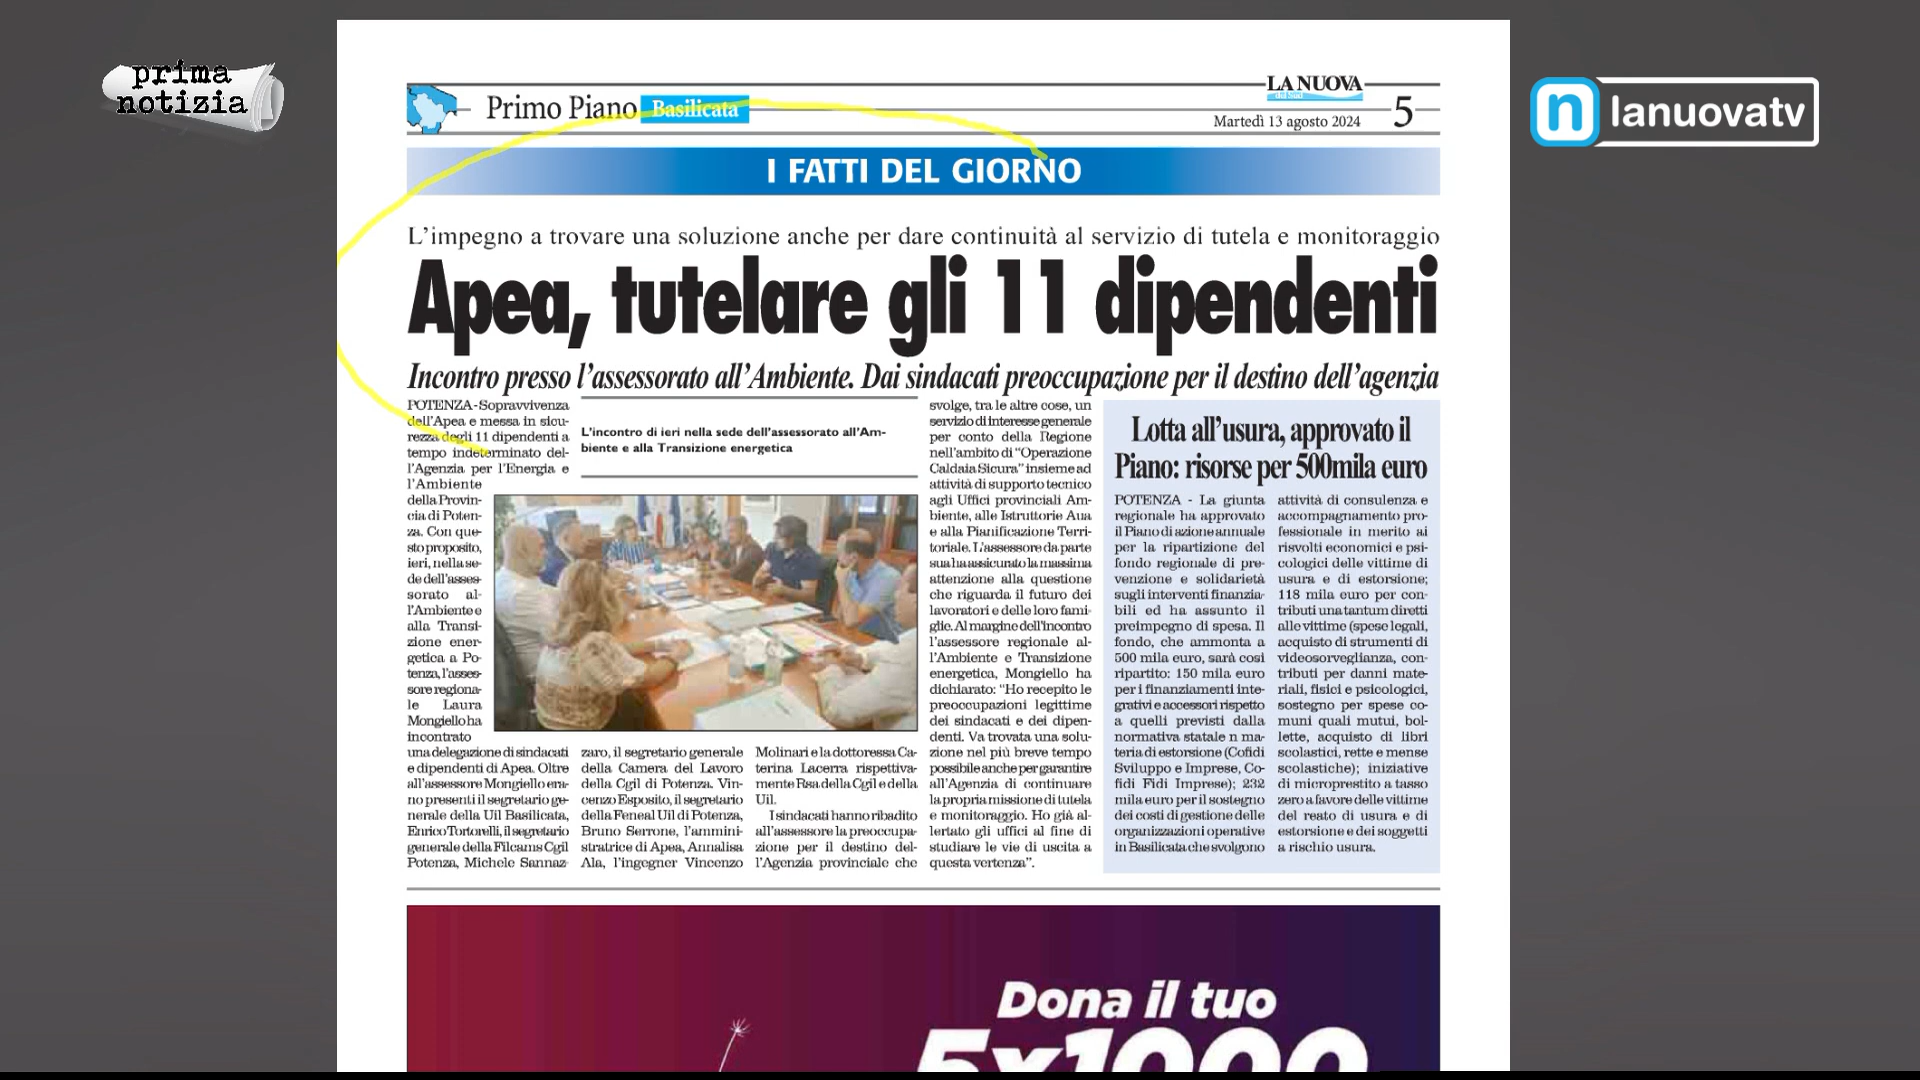 prima
notizia
lanuovatv
Primo Piano Basilicata
LA NUOVA
Martedì 13 agosto 2024
5
I FATTI DEL GIORNO
L'impegno a trovare una soluzione anche per dare continuità al servizio di tutela e monitoraggio
Apea, tutelare gli 11 dipendenti
Incontro presso l'assessorato all'Ambiente. Dai sindacati preoccupazione per il destino dell'agenzia
POTENZA - Sopravvivenza
dell'Apea e messa in sicu-
rezza degli 11 dipendenti a
tempo indeterminato del-
l'Agenzia per l'Energia e
l'Ambiente
della Provin-
cia di Poten-
za. Con que-
sto proposito,
ieri, nella se-
de dell'asses-
sorato al-
l'Ambiente e
alla Transi-
zione ener-
getica a Po-
tenza, l'asses-
sore regiona-
le Laura
Mongiello ha
incontrato
una delegazione di sindacati
e dipendenti di Apea. Oltre
all'assessore Mongiello era-
no presenti il segretario ge-
nerale della Uil Basilicata,
Enrico Tortorelli, il segretario
generale della Filcams Cgil
Potenza, Michele Sannaz-
L'incontro di ieri nella sede dell'assessorato all'Am-
biente e alla Transizione energetica
zaro, il segretario generale
della Camera del Lavoro
della Cgil di Potenza, Vin-
cenzo Esposito, il segretario
della Feneal Uil di Potenza,
Bruno Serrone, l'ammini-
stratrice di Apea, Annalisa
Ala, l'ingegner Vincenzo
Molinari e la dottoressa Ca-
terina Lacerra rispettiva-
mente Rsa della Cgil e della
Uil.
I sindacati hanno ribadito
all'assessore la preoccupa-
zione per il destino del-
l'Agenzia provinciale che
svolge, tra le altre cose, un
servizio di interesse generale
per conto della Regione
nell'ambito di "Operazione
Caldaia Sicura" insieme ad
attività di supporto tecnico
agli Uffici provinciali Am-
biente, alle Istruttorie Aua
e alla Pianificazione Terri-
toriale. L'assessore da parte
sua ha assicurato la massima
attenzione alla questione
che riguarda il futuro dei
lavoratori e delle loro fami-
glie. Al margine dell'incontro
l'assessore regionale al-
l'Ambiente e Transizione
energetica, Mongiello ha
dichiarato: "Ho recepito le
preoccupazioni legittime
dei sindacati e dei dipen-
denti. Va trovata una solu-
zione nel più breve tempo
possibile anche per garantire
all'Agenzia di continuare
la propria missione di tutela
e monitoraggio. Ho già al-
lertato gli uffici al fine di
studiare le vie di uscita a
questa vertenza".
Lotta all'usura, approvato il
Piano: risorse per 500mila euro
POTENZA - La giunta
regionale ha approvato
il Piano di azione annuale
per la ripartizione del
fondo regionale di pre-
venzione e solidarietà
sugli interventi finanzia-
bili ed ha assunto il
preimpegno di spesa. Il
fondo, che ammonta a
500 mila euro, sarà così
ripartito: 150 mila euro
per i finanziamenti inte-
grativi e accessori rispetto
a quelli previsti dalla
normativa statale n ma-
teria di estorsione (Cofidi
Sviluppo e Imprese, Co-
fidi Fidi Imprese); 232
mila euro per il sostegno
dei costi di gestione delle
organizzazioni operative
in Basilicata che svolgono
attività di consulenza e
accompagnamento pro-
fessionale in merito ai
risvolti economici e psi-
cologici delle vittime di
usura e di estorsione;
118 mila euro per con-
tributi una tantum diretti
alle vittime (spese legali,
acquisto di strumenti di
videosorveglianza, con-
tributi per danni mate-
riali, fisici e psicologici,
sostegno per spese co-
muni quali mutui, bol-
lette, acquisto di libri
scolastici, rette e mense
scolastiche); iniziative
di microprestito a tasso
zero a favore delle vittime
del reato di usura e di
estorsione e dei soggetti
a rischio usura.
Dona il tuo
5x1000